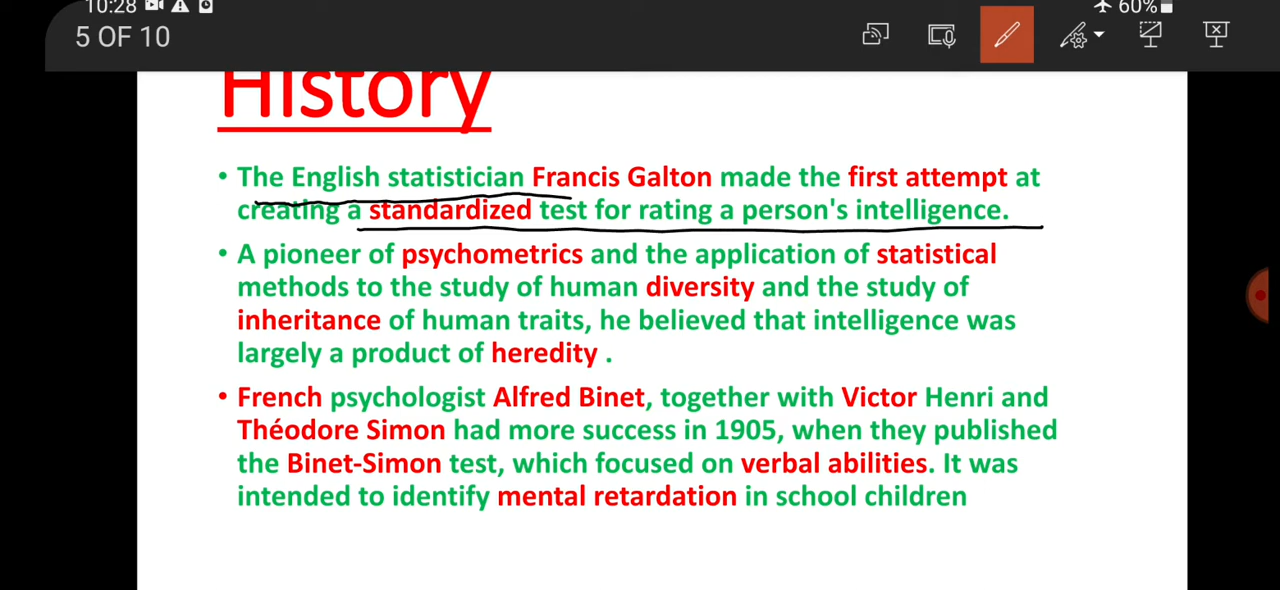 10:28 60%
5 OF 10
History
• The English statistician Francis Galton made the first attempt at
creating a standardized test for rating a person's intelligence.
• A pioneer of psychometrics and the application of statistical
methods to the study of human diversity and the study of
inheritance of human traits, he believed that intelligence was
largely a product of heredity .
• French psychologist Alfred Binet, together with Victor Henri and
Théodore Simon had more success in 1905, when they published
the Binet-Simon test, which focused on verbal abilities. It was
intended to identify mental retardation in school children